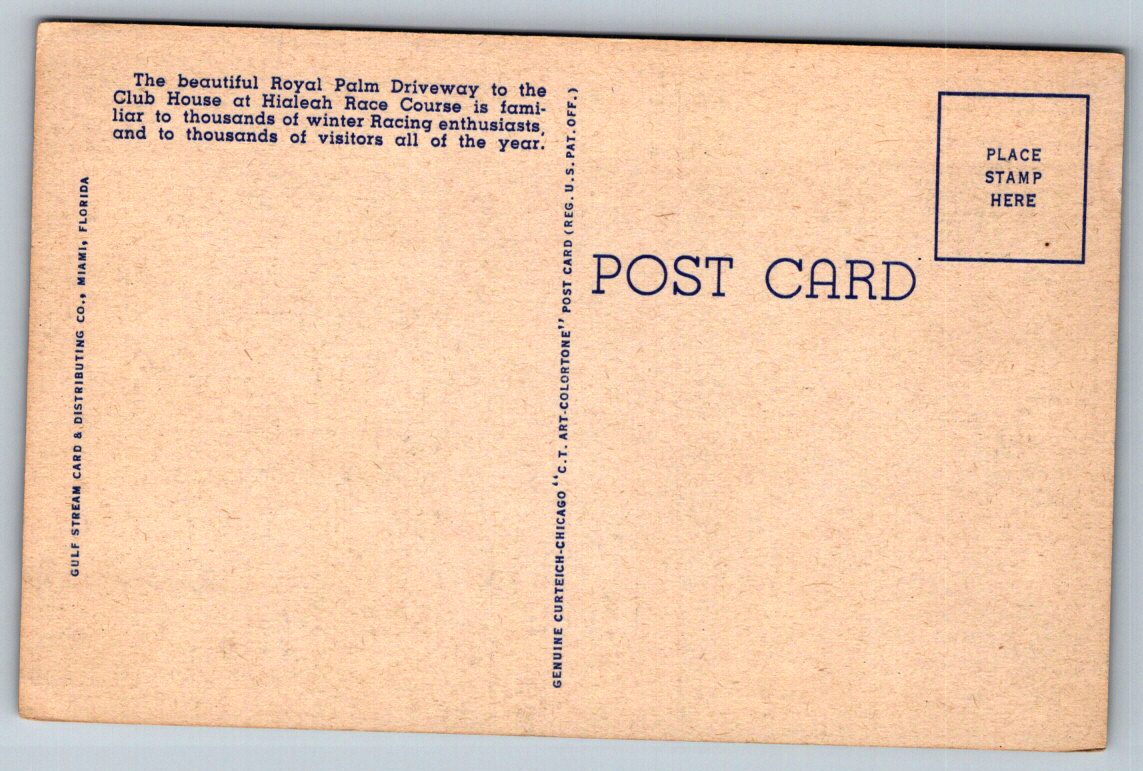 The beautiful Royal Palm Driveway to the
Club House at Hialeah Race Course is fami-
liar to thousands of winter Racing enthusiasts,
and to thousands of visitors all of the year.
GULF STREAM CARD & DISTRIBUTING CO., MIAMI, FLORIDA
GENUINE CURTEICH-CHICAGO "C.T. ART-COLORTONE" POST CARD (REG. U.S. PAT. OFF.)
POST CARD
PLACE
STAMP
HERE